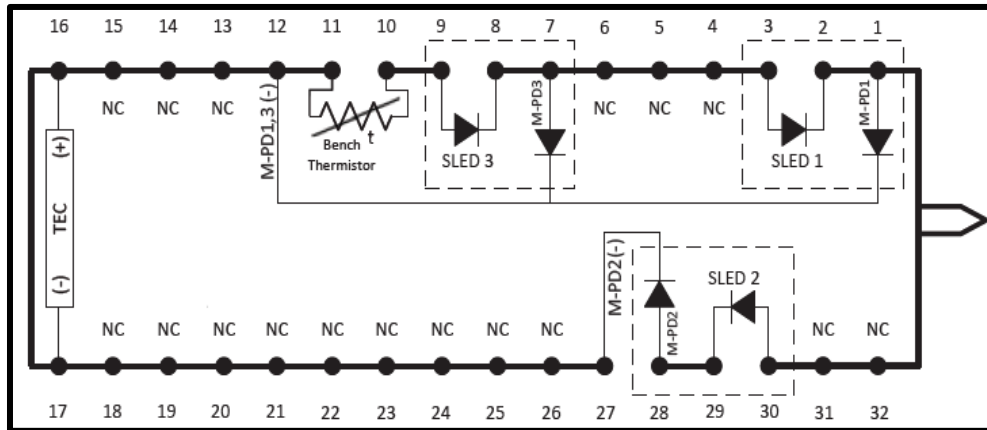 16 15 14 13 12 11 10 9 8 7 6 5 4 3 2 1
NC NC NC NC NC NC
M-PD1,3 (-)
t
Bench
Thermistor
SLED 3
M-PD3
SLED 1
M-PD1
(+)
TEC
(-)
M-PD2(-)
SLED 2
M-PD2
NC NC NC NC NC NC NC NC NC NC NC
17 18 19 20 21 22 23 24 25 26 27 28 29 30 31 32